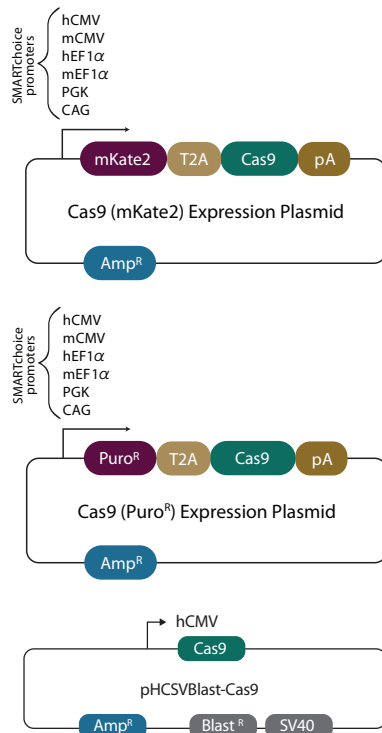 SMARTchoice
promoters
hCMV
mCMV
hEF1α
mEF1α
PGK
CAG
mKate2 T2A Cas9 pA
Cas9 (mKate2) Expression Plasmid
Amp^R
SMARTchoice
promoters
hCMV
mCMV
hEF1α
mEF1α
PGK
CAG
Puro^R T2A Cas9 pA
Cas9 (Puro^R) Expression Plasmid
Amp^R
hCMV
Cas9
pHCSVBlast-Cas9
Amp^R Blast^R SV40